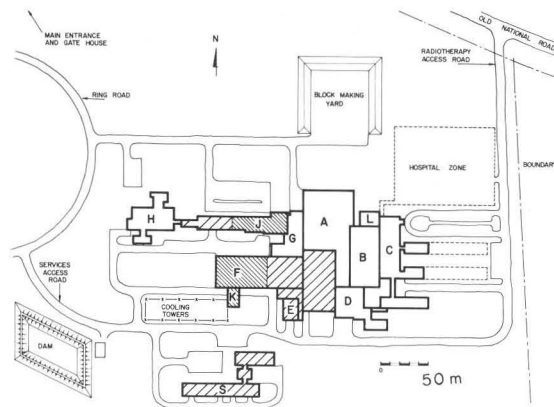 OLD NATIONAL ROAD
MAIN ENTRANCE
AND GATE HOUSE
N
RADIOTHERAPY
ACCESS ROAD
RING ROAD
BLOCK MAKING
YARD
BOUNDARY
HOSPITAL ZONE
H
J
G
A
L
B
C
F
SERVICES
ACCESS
ROAD
K
E
D
COOLING
TOWERS
DAM
S
0
50 m